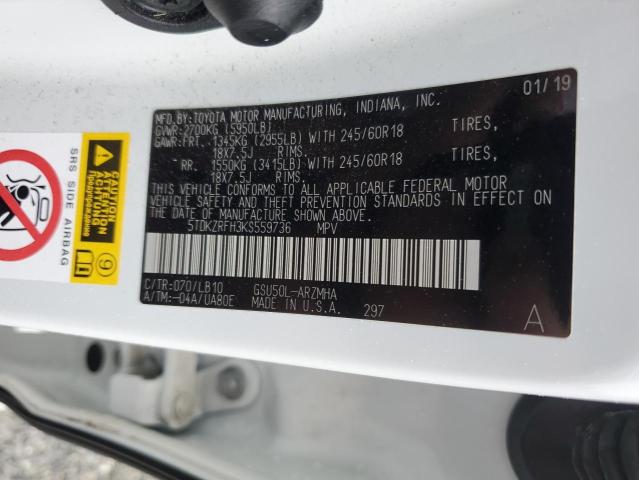 MFD.BY:TOYOTA MOTOR MANUFACTURING, INDIANA, INC. 01/19
GVWR:2700KG (5950LB)
GAWR:FRT. 1345KG (2955LB) WITH 245/60R18 TIRES,
18X7.5J RIMS.
RR. 1550KG (3415LB) WITH 245/60R18 TIRES,
18X7.5J RIMS.
THIS VEHICLE CONFORMS TO ALL APPLICABLE FEDERAL MOTOR
VEHICLE SAFETY AND THEFT PREVENTION STANDARDS IN EFFECT ON
THE DATE OF MANUFACTURE SHOWN ABOVE.
5TDKZRFH3KS559736 MPV
C/TR:070/LB10 GSU50L-ARZMHA
A/TM:-04A/UA80E MADE IN U.S.A. 297 A
SRS SIDE AIRBAG
CAUTION
9